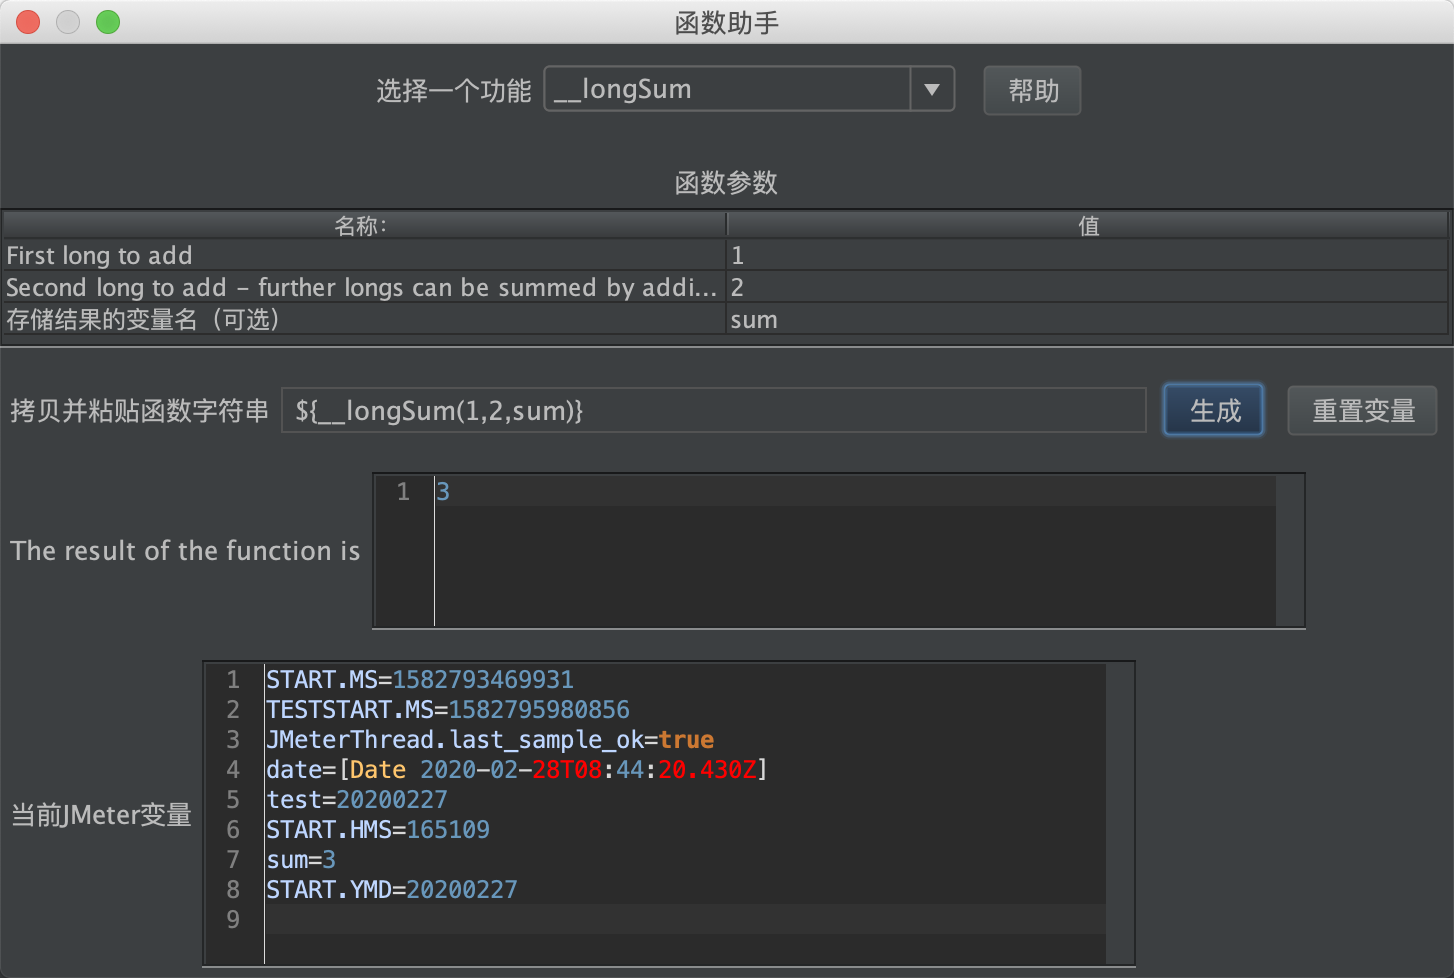 函数助手
选择一个功能 __longSum 帮助
函数参数
名称: 值
First long to add 1
Second long to add – further longs can be summed by addi... 2
存储结果的变量名（可选） sum
拷贝并粘贴函数字符串 ${__longSum(1,2,sum)} 生成 重置变量
The result of the function is
1 3
当前JMeter变量
1 START.MS=1582793469931
2 TESTSTART.MS=1582795980856
3 JMeterThread.last_sample_ok=true
4 date=[Date 2020-02-28T08:44:20.430Z]
5 test=20200227
6 START.HMS=165109
7 sum=3
8 START.YMD=20200227
9